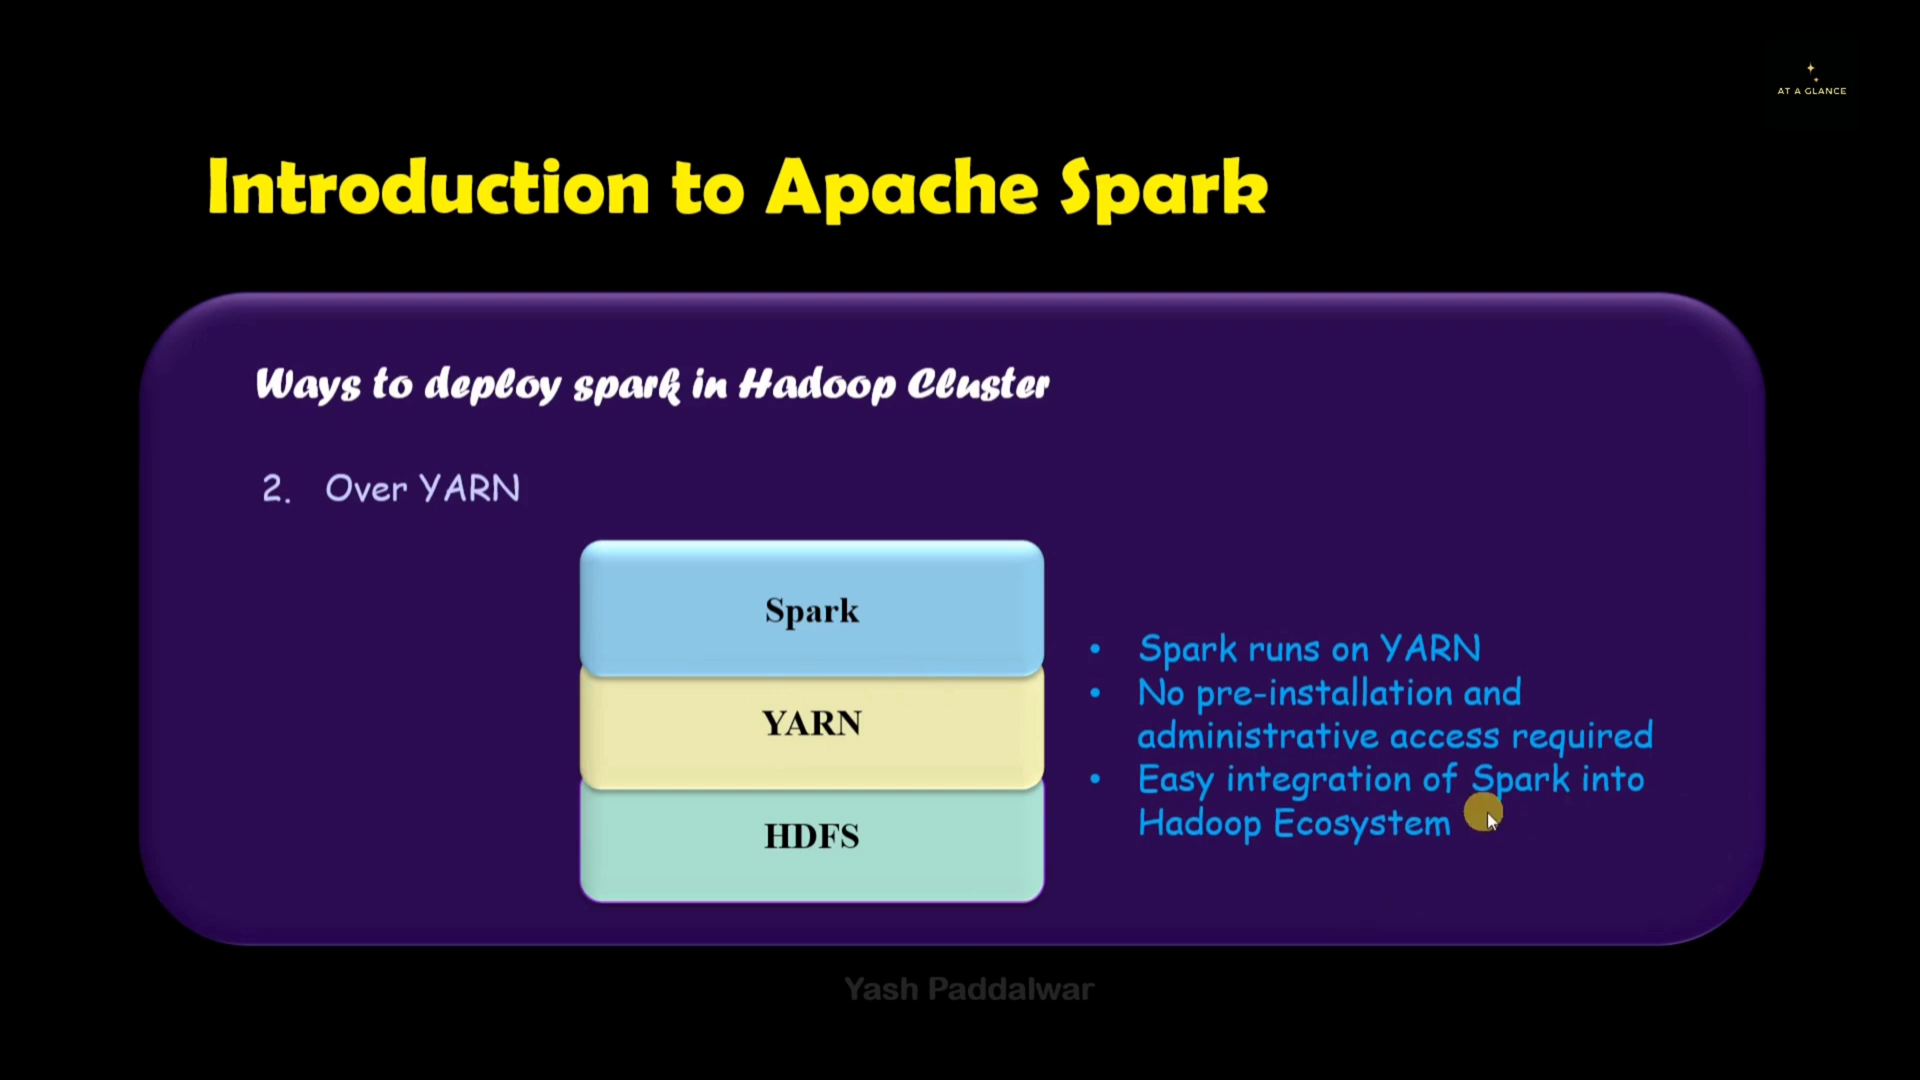 AT A GLANCE
Introduction to Apache Spark
Ways to deploy spark in Hadoop Cluster
2. Over YARN
Spark
YARN
HDFS
• Spark runs on YARN
• No pre-installation and
administrative access required
• Easy integration of Spark into
Hadoop Ecosystem
Yash Paddalwar